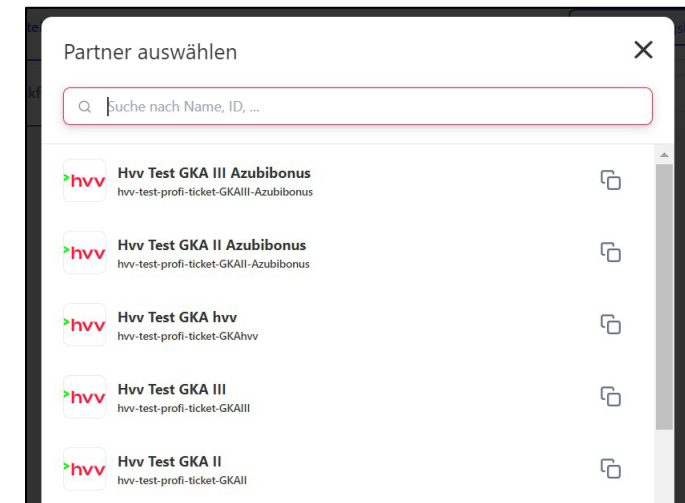 Partner auswählen
Suche nach Name, ID, ...
hvv
Hvv Test GKA III Azubibonus
hvv-test-profi-ticket-GKAIII-Azubibonus
hvv
Hvv Test GKA II Azubibonus
hvv-test-profi-ticket-GKAII-Azubibonus
hvv
Hvv Test GKA hvv
hvv-test-profi-ticket-GKAhvv
hvv
Hvv Test GKA III
hvv-test-profi-ticket-GKAIII
hvv
Hvv Test GKA II
hvv-test-profi-ticket-GKAII